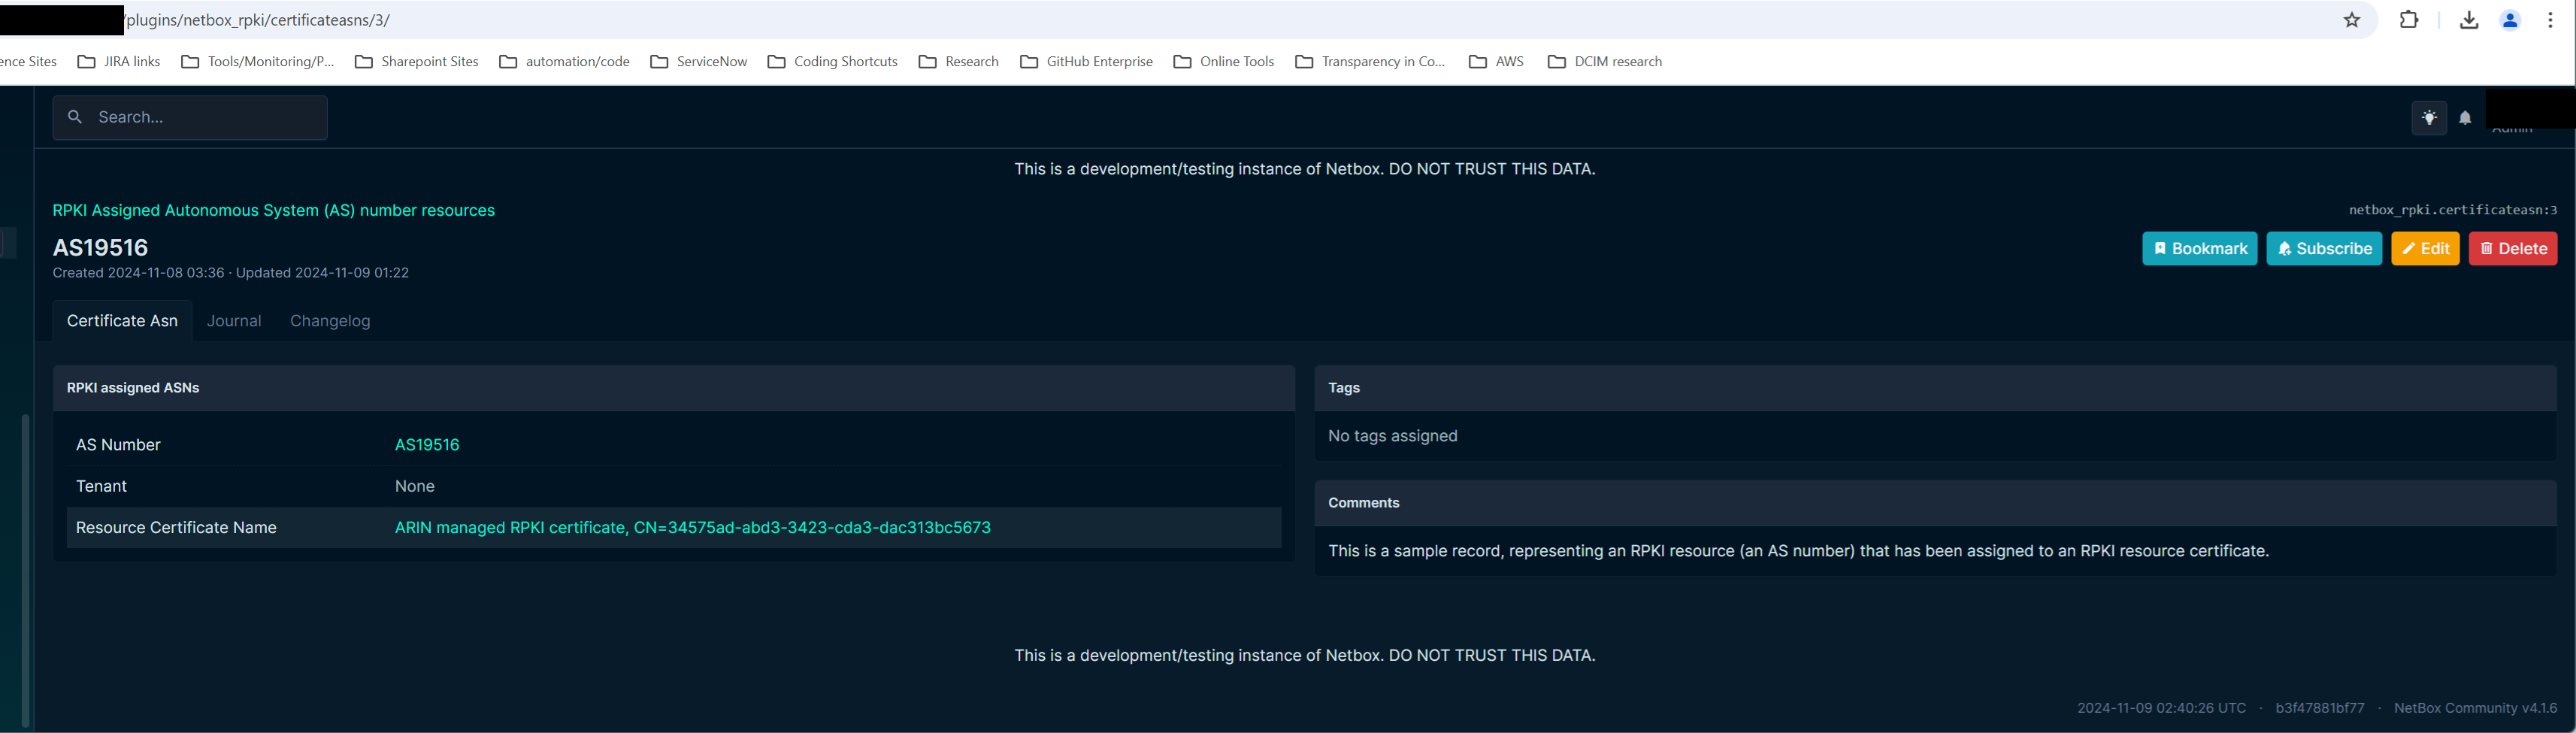 /plugins/netbox_rpki/certificateasns/3/
ence Sites JIRA links Tools/Monitoring/P... Sharepoint Sites automation/code ServiceNow Coding Shortcuts Research GitHub Enterprise Online Tools Transparency in Co... AWS DCIM research
Search...
Admin
This is a development/testing instance of Netbox. DO NOT TRUST THIS DATA.
RPKI Assigned Autonomous System (AS) number resources
netbox_rpki.certificateasn:3
AS19516
Bookmark Subscribe Edit Delete
Created 2024-11-08 03:36 · Updated 2024-11-09 01:22
Certificate Asn Journal Changelog
RPKI assigned ASNs
AS Number AS19516
Tenant None
Resource Certificate Name ARIN managed RPKI certificate, CN=34575ad-abd3-3423-cda3-dac313bc5673
Tags
No tags assigned
Comments
This is a sample record, representing an RPKI resource (an AS number) that has been assigned to an RPKI resource certificate.
This is a development/testing instance of Netbox. DO NOT TRUST THIS DATA.
2024-11-09 02:40:26 UTC · b3f47881bf77 · NetBox Community v4.1.6